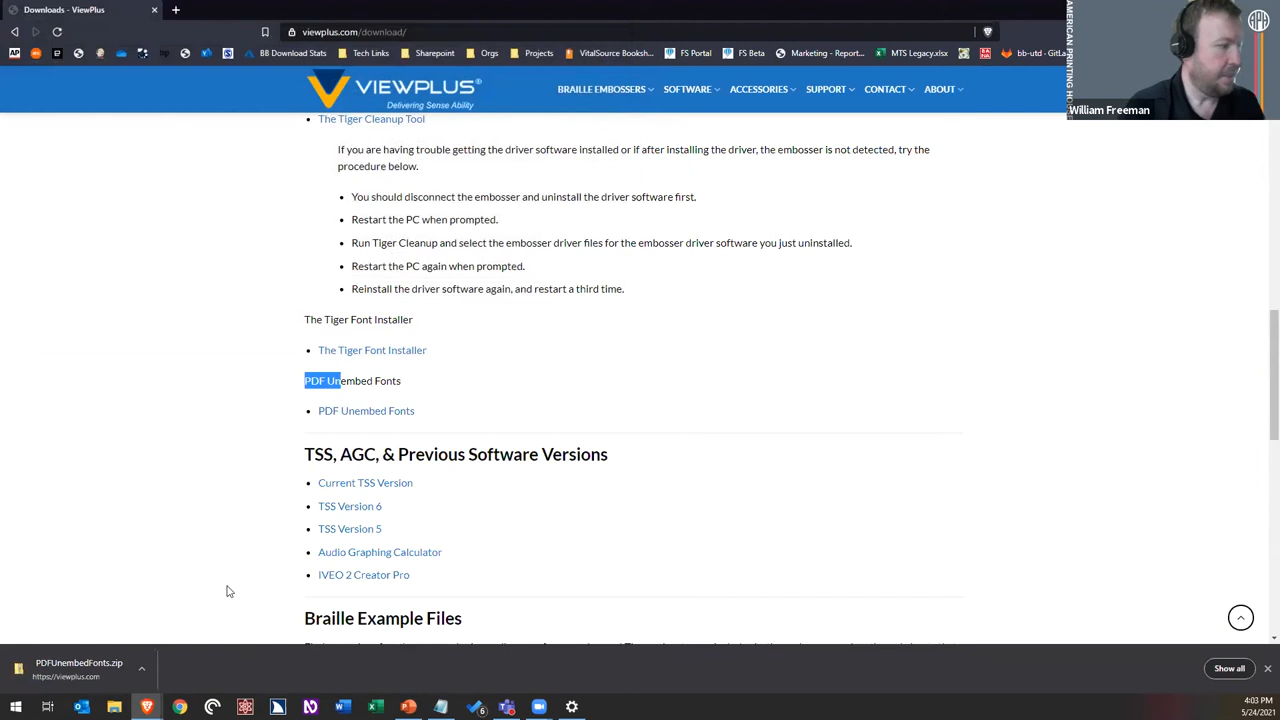 Downloads - ViewPlus
viewplus.com/download/
BB Download Stats
Tech Links
Sharepoint
Orgs
Projects
VitalSource Booksh...
FS Portal
FS Beta
Marketing - Report...
MTS Legacy.xlsx
bb-utd · GitLa
AMERICAN PRINTING HOUS
APH
William Freeman
VIEWPLUS®
Delivering Sense Ability
BRAILLE EMBOSSERS
SOFTWARE
ACCESSORIES
SUPPORT
CONTACT
ABOUT
• The Tiger Cleanup Tool
If you are having trouble getting the driver software installed or if after installing the driver, the embosser is not detected, try the
procedure below.
• You should disconnect the embosser and uninstall the driver software first.
• Restart the PC when prompted.
• Run Tiger Cleanup and select the embosser driver files for the embosser driver software you just uninstalled.
• Restart the PC again when prompted.
• Reinstall the driver software again, and restart a third time.
The Tiger Font Installer
• The Tiger Font Installer
PDF Unembed Fonts
• PDF Unembed Fonts
TSS, AGC, & Previous Software Versions
• Current TSS Version
• TSS Version 6
• TSS Version 5
• Audio Graphing Calculator
• IVEO 2 Creator Pro
Braille Example Files
PDFUnembedFonts.zip
https://viewplus.com
Show all
4:03 PM
5/24/2021